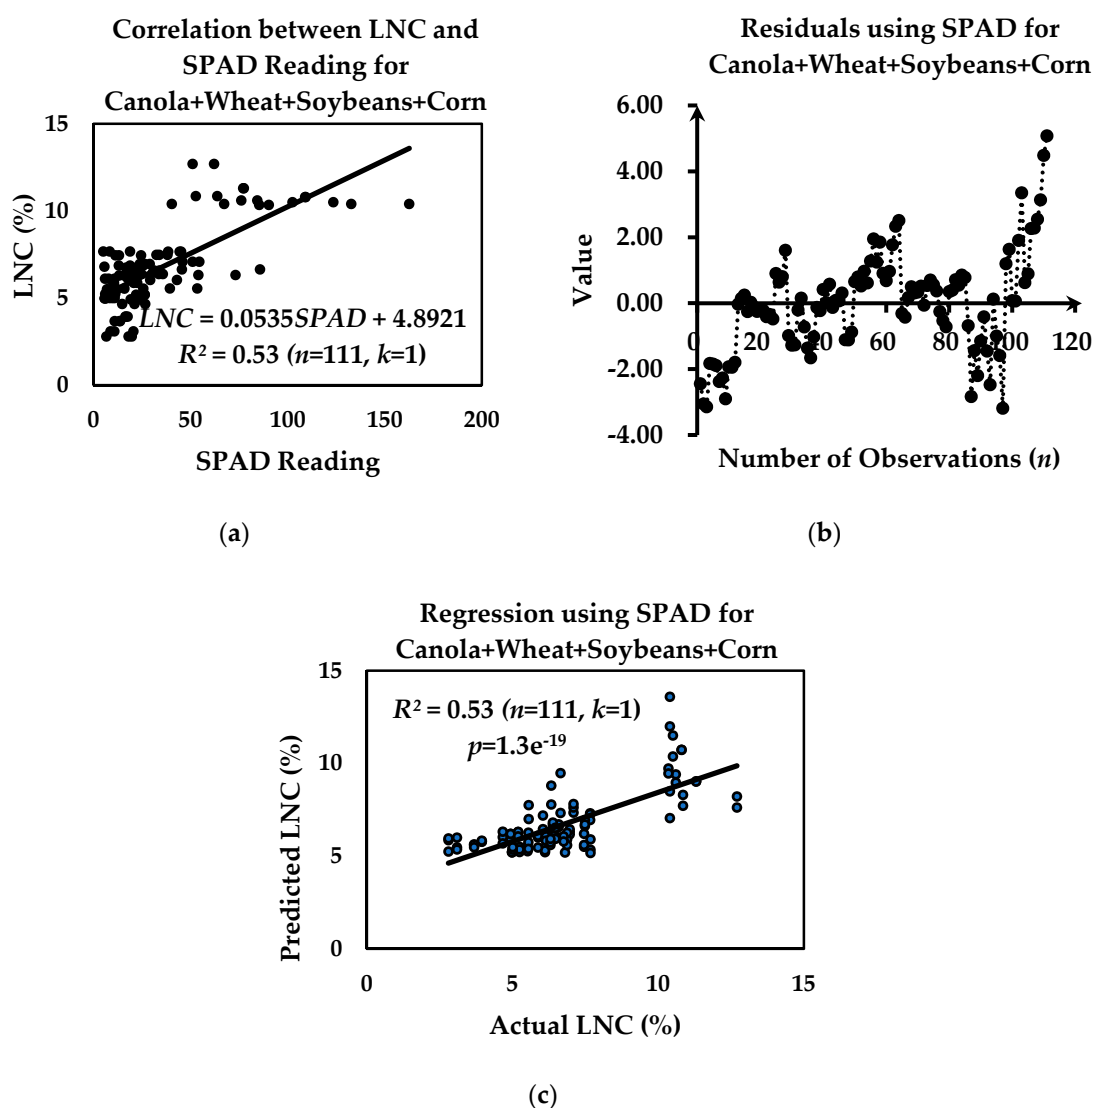 Correlation between LNC and
SPAD Reading for
Canola+Wheat+Soybeans+Corn
15
10
5
0
LNC (%)
LNC = 0.0535SPAD + 4.8921
R² = 0.53 (n=111, k=1)
0 50 100 150 200
SPAD Reading
(a)
Residuals using SPAD for
Canola+Wheat+Soybeans+Corn
6.00
4.00
2.00
0.00
-2.00
-4.00
Value
0 20 40 60 80 100 120
Number of Observations (n)
(b)
Regression using SPAD for
Canola+Wheat+Soybeans+Corn
15
10
5
0
Predicted LNC (%)
R² = 0.53 (n=111, k=1)
p=1.3e⁻¹⁹
0 5 10 15
Actual LNC (%)
(c)